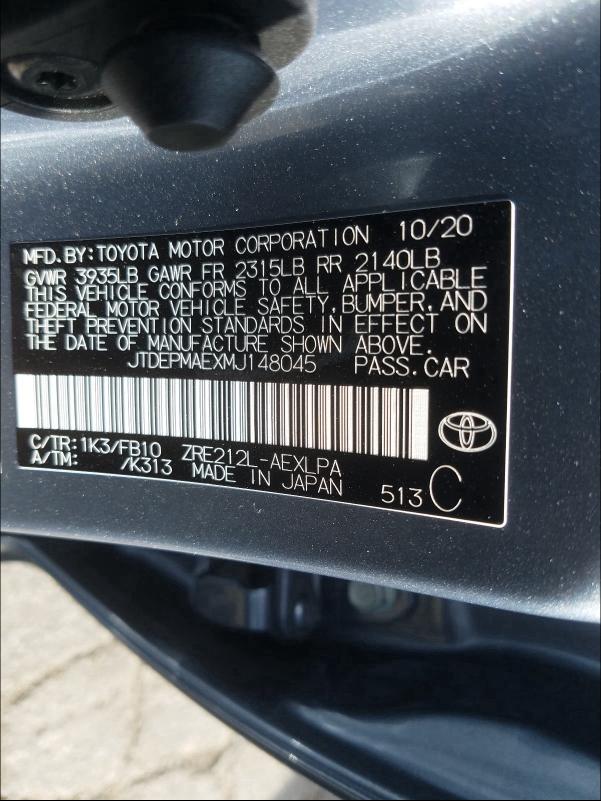 MFD.BY:TOYOTA MOTOR CORPORATION 10/20
GVWR 3935LB GAWR FR 2315LB RR 2140LB
THIS VEHICLE CONFORMS TO ALL APPLICABLE
FEDERAL MOTOR VEHICLE SAFETY,BUMPER,AND
THEFT PREVENTION STANDARDS IN EFFECT ON
THE DATE OF MANUFACTURE SHOWN ABOVE.
JTDEPMAEXMJ148045 PASS.CAR
C/TR:1K3/FB10 ZRE212L-AEXLPA
A/TM: /K313 MADE IN JAPAN 513 C